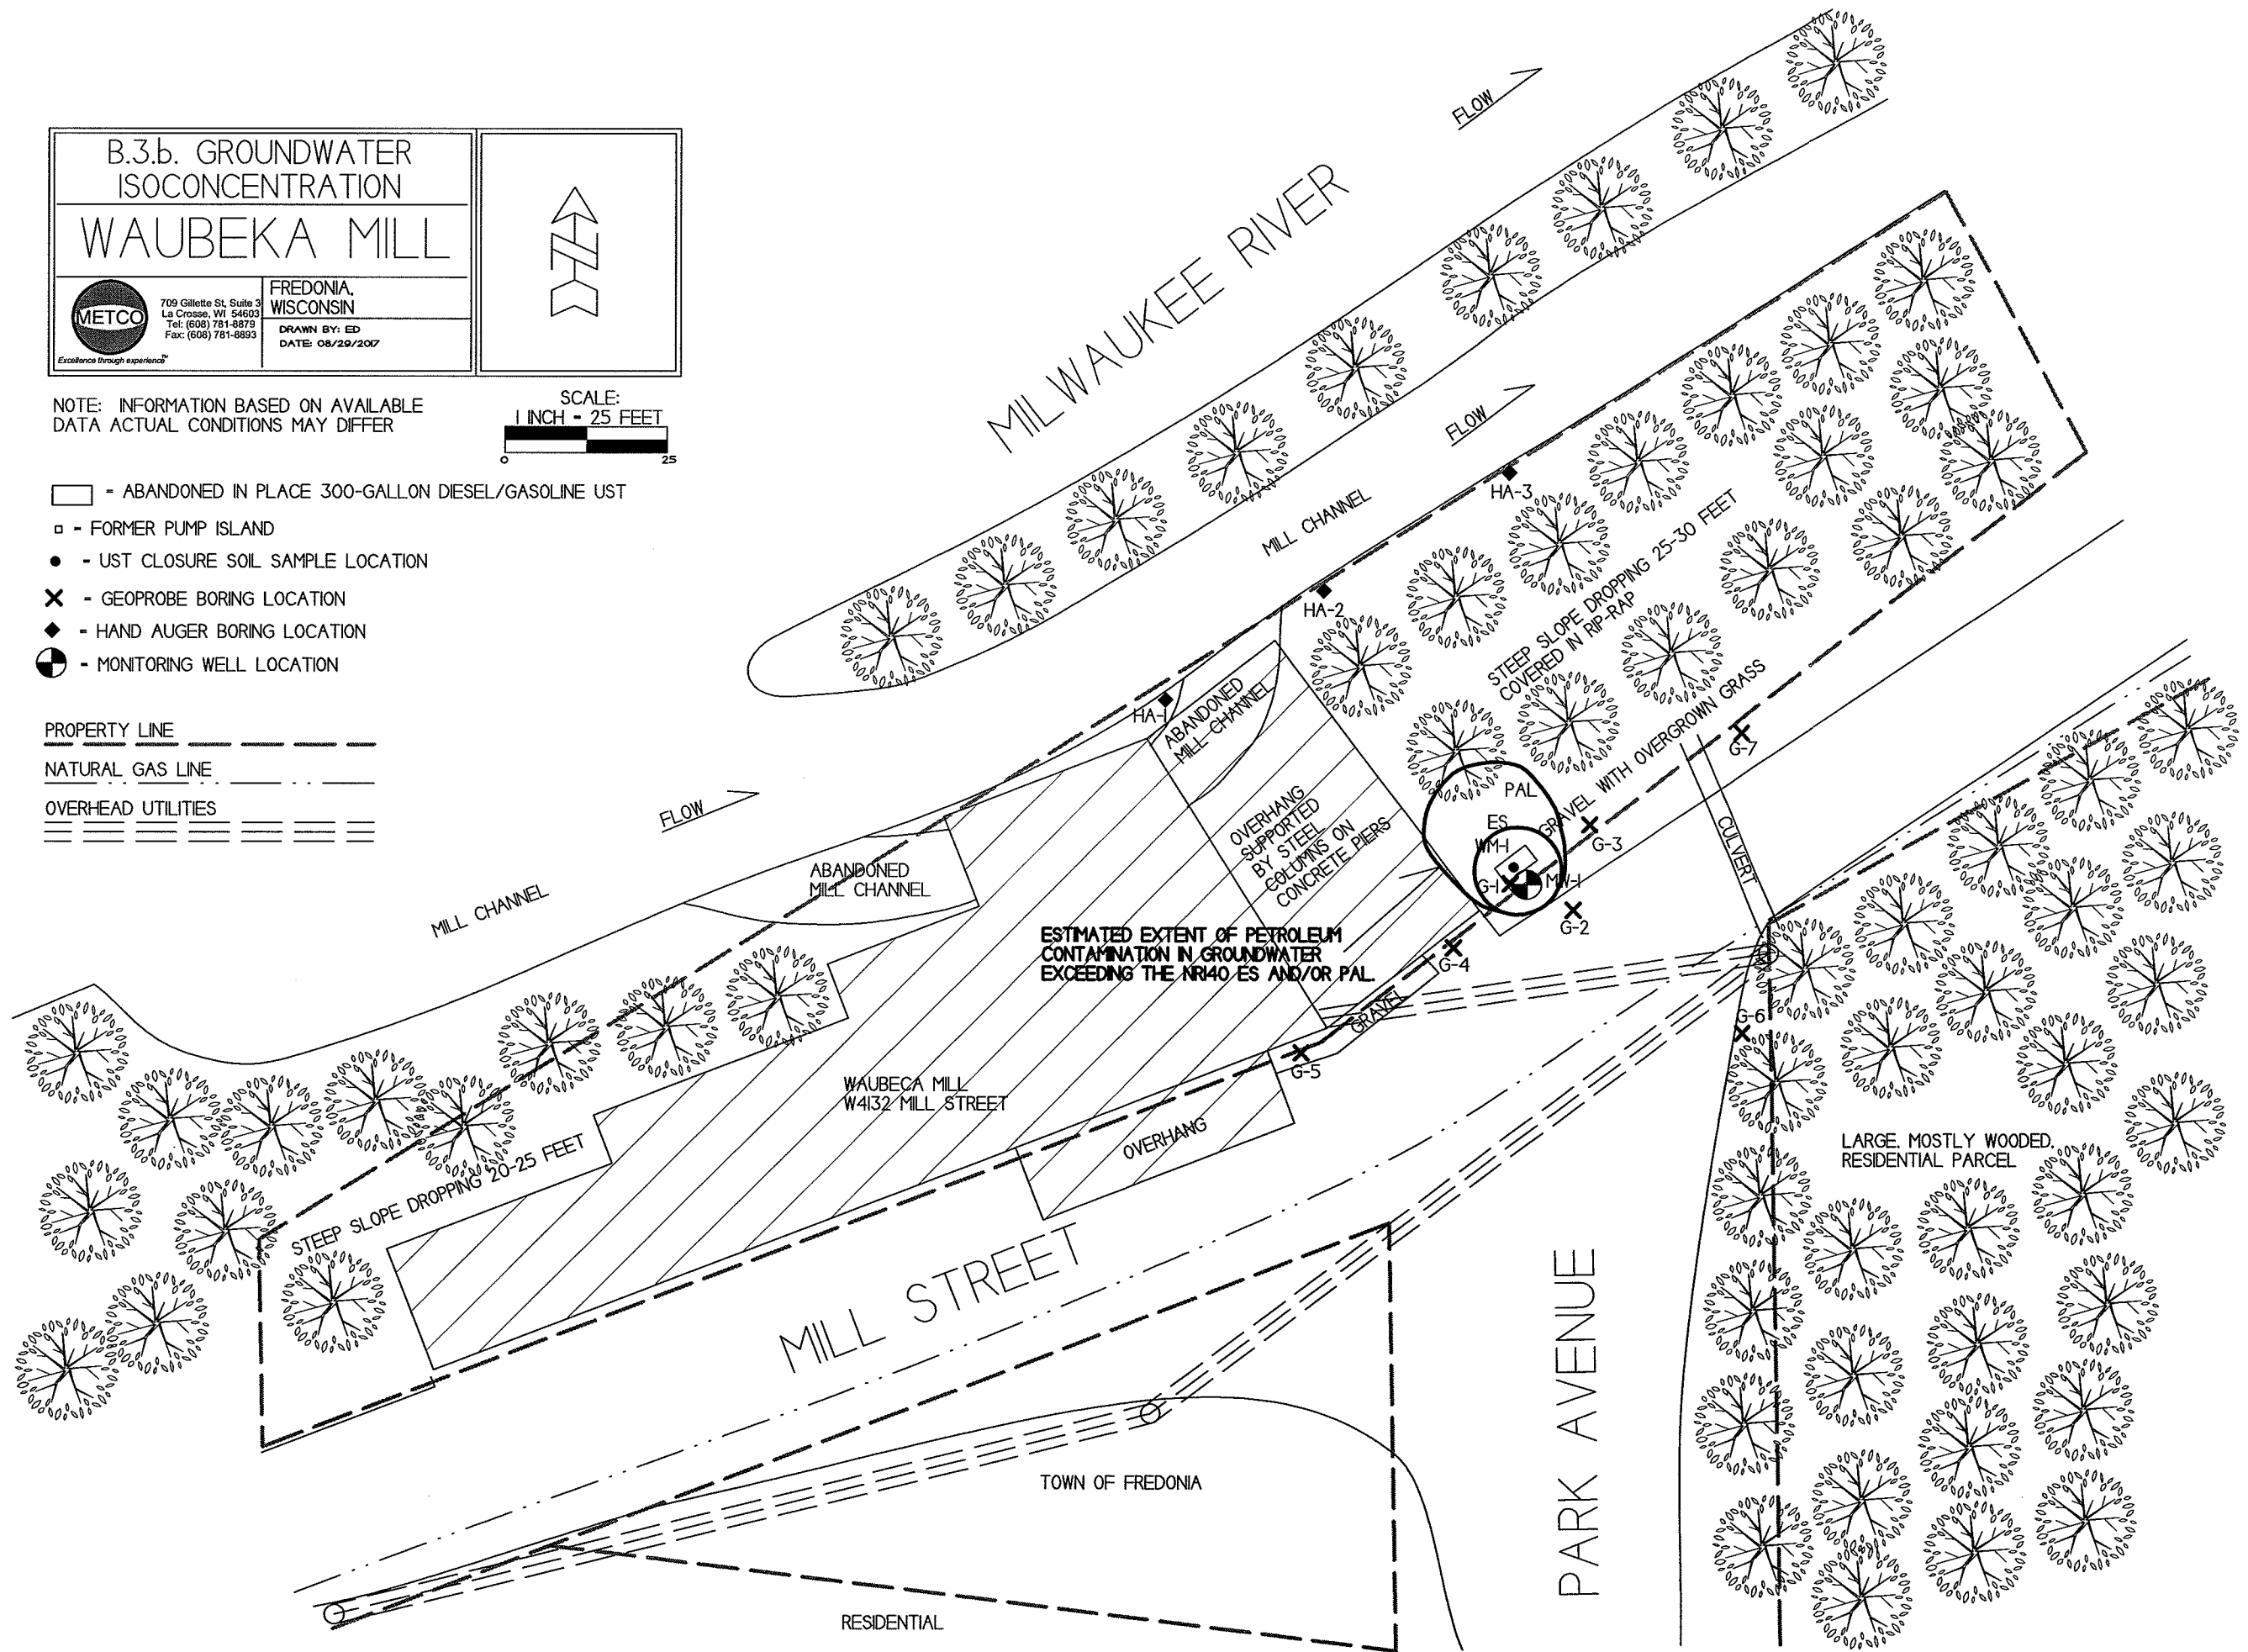 B.3.b. GROUNDWATER
ISOCONCENTRATION
WAUBEKA MILL
METCO
Excellence through experience™
709 Gillette St, Suite 3
La Crosse, WI 54603
Tel: (608) 781-8879
Fax: (608) 781-8893
FREDONIA,
WISCONSIN
DRAWN BY: ED
DATE: 08/29/2017
N
NOTE: INFORMATION BASED ON AVAILABLE
DATA ACTUAL CONDITIONS MAY DIFFER
SCALE:
1 INCH = 25 FEET
0 25
= ABANDONED IN PLACE 300-GALLON DIESEL/GASOLINE UST
- FORMER PUMP ISLAND
- UST CLOSURE SOIL SAMPLE LOCATION
- GEOPROBE BORING LOCATION
- HAND AUGER BORING LOCATION
- MONITORING WELL LOCATION
PROPERTY LINE
NATURAL GAS LINE
OVERHEAD UTILITIES
FLOW
MILWAUKEE RIVER
FLOW
MILL CHANNEL
HA-3
HA-2
HA-1
STEEP SLOPE DROPPING 25-30 FEET
COVERED IN RIP-RAP
ABANDONED
MILL CHANNEL
GRAVEL WITH OVERGROWN GRASS
G-7
FLOW
PAL
ES
WM-1
G-1
MW-1
G-3
G-2
CULVERT
OVERHANG
SUPPORTED
BY STEEL
COLUMNS ON
CONCRETE PIERS
ABANDONED
MILL CHANNEL
MILL CHANNEL
ESTIMATED EXTENT OF PETROLEUM
CONTAMINATION IN GROUNDWATER
EXCEEDING THE NR140 ES AND/OR PAL.
G-4
GRAVEL
G-5
G-6
WAUBECA MILL
W4132 MILL STREET
OVERHANG
STEEP SLOPE DROPPING 20-25 FEET
LARGE, MOSTLY WOODED,
RESIDENTIAL PARCEL
MILL STREET
PARK AVENUE
TOWN OF FREDONIA
RESIDENTIAL